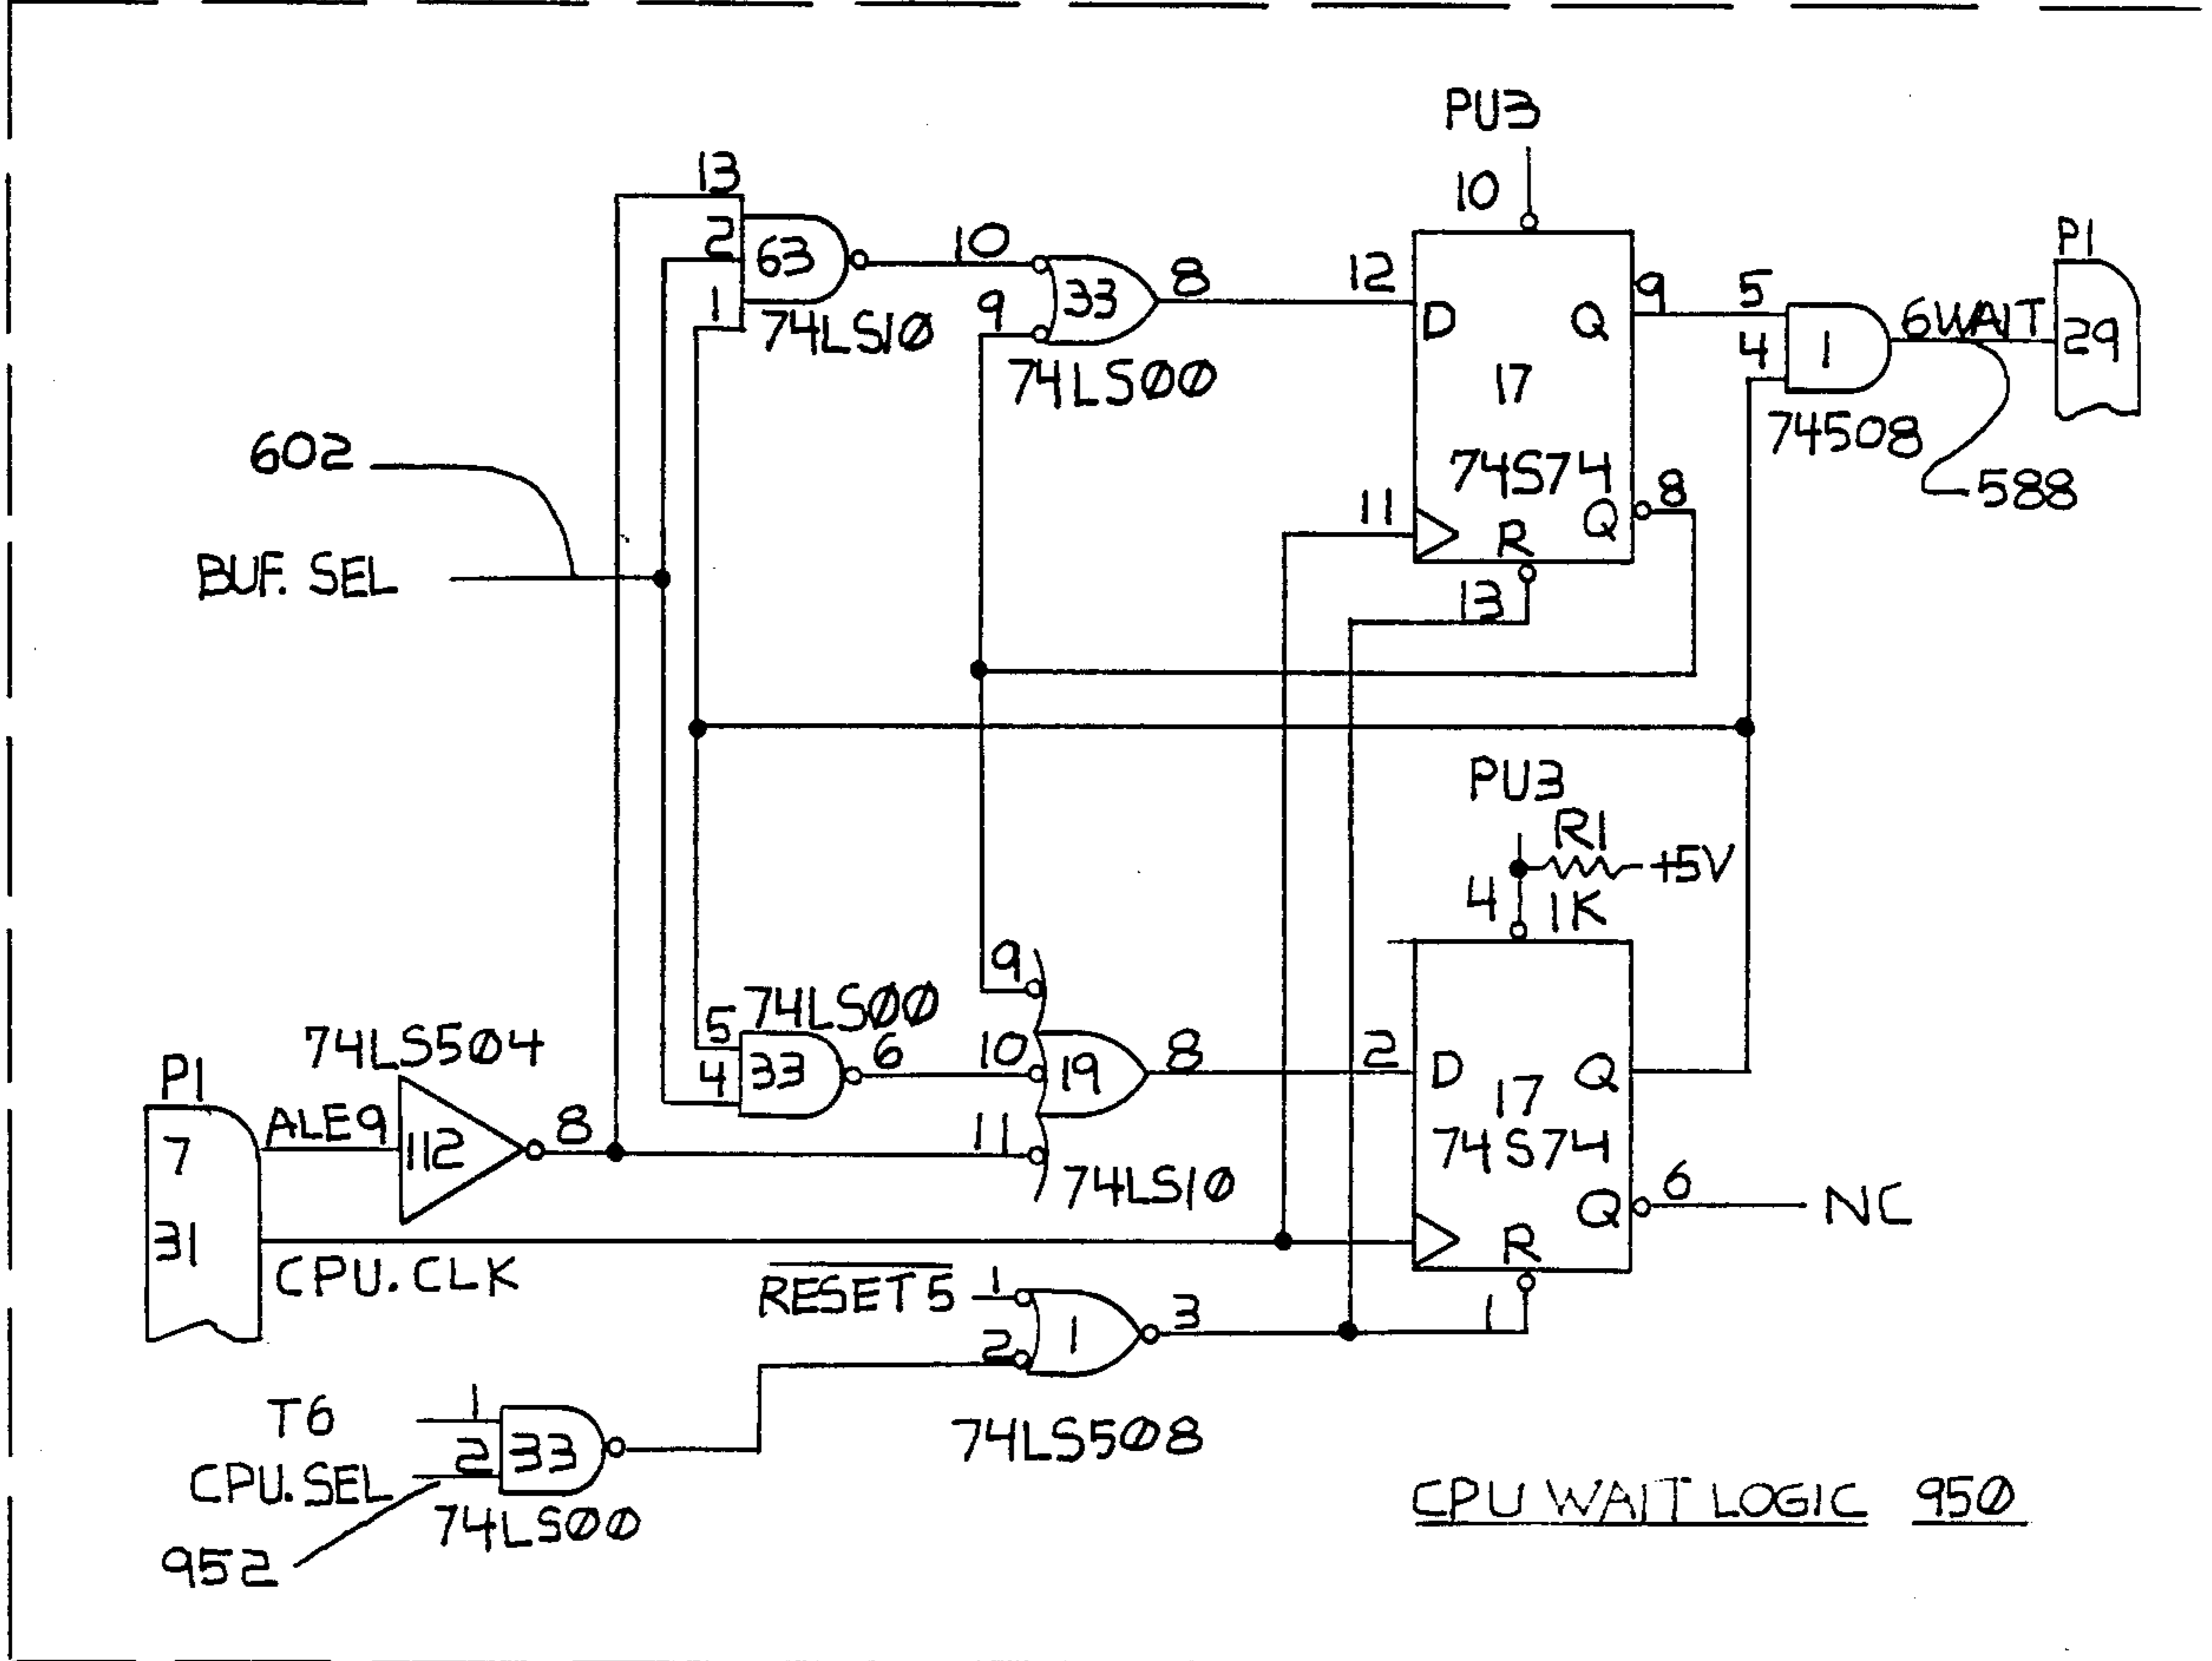 PU3
10
13
2
1
63
74LS10
10
9
33
8
74LS00
12
D
Q
9
17
74S74
11
R
Q
8
13
5
4
1
6WAIT
74508
588
P1
29
602
BUF. SEL
PU3
R1
+5V
4
1K
9
74LS00
5
4
33
6
10
19
8
11
74LS10
2
D
Q
17
74S74
Q
6
NC
R
1
74LS504
P1
7
31
ALE9
112
8
CPU.CLK
RESET5
1
2
1
3
74LS508
T6
1
CPU.SEL
2
33
74LS00
952
CPU WAIT LOGIC 950